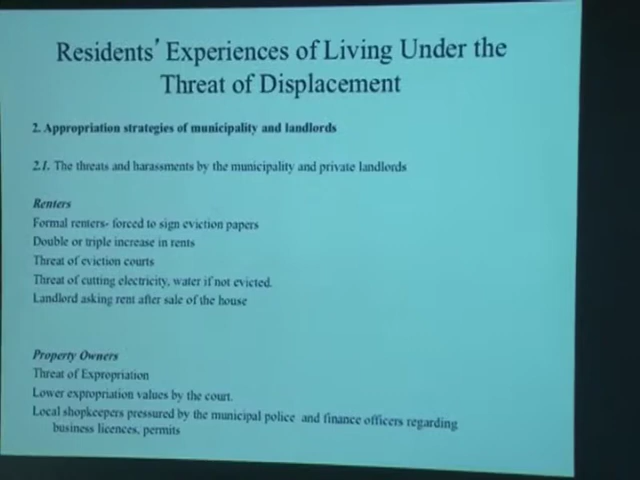 Residents' Experiences of Living Under the
Threat of Displacement
2. Appropriation strategies of municipality and landlords
2.1. The threats and harassments by the municipality and private landlords
Renters
Formal renters- forced to sign eviction papers
Double or triple increase in rents
Threat of eviction courts
Threat of cutting electricity, water if not evicted.
Landlord asking rent after sale of the house
Property Owners
Threat of Expropriation
Lower expropriation values by the court.
Local shopkeepers pressured by the municipal police and finance officers regarding
business licences, permits